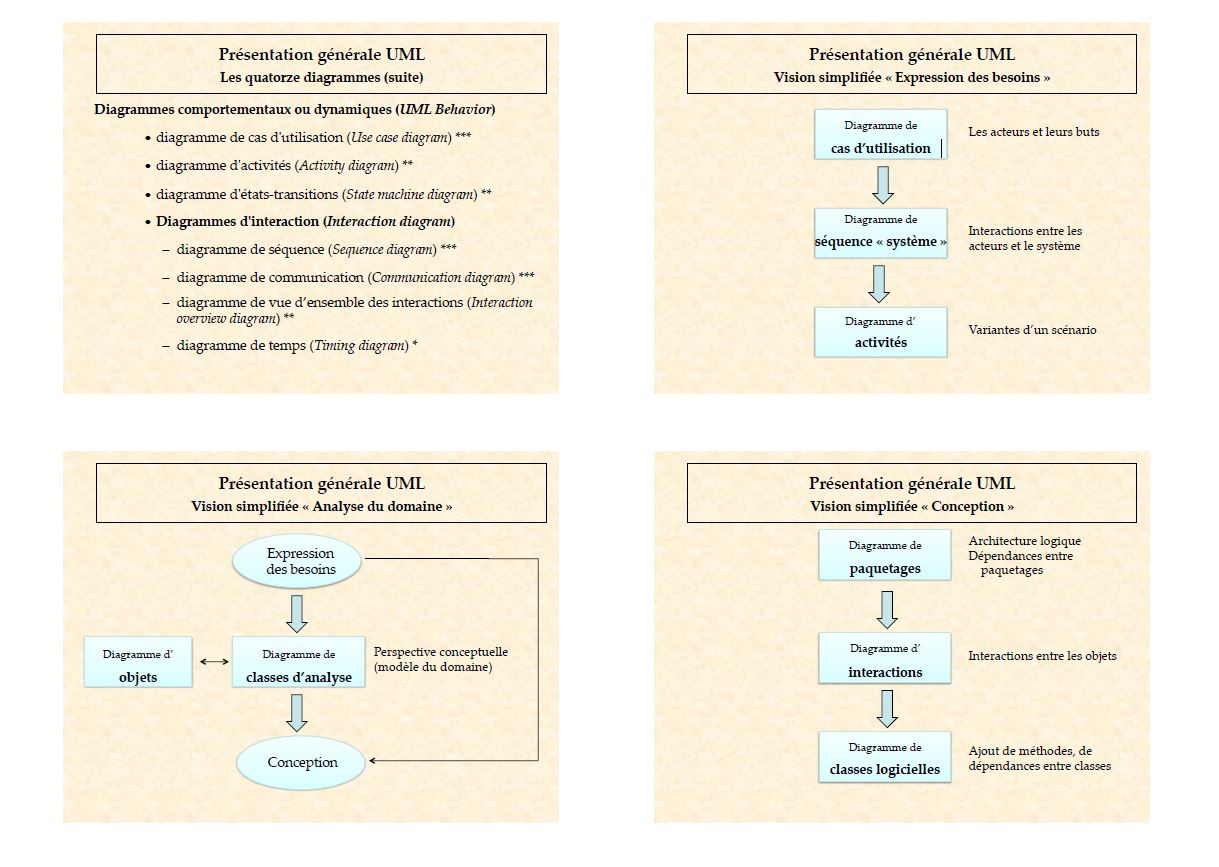 Présentation générale UML
Les quatorze diagrammes (suite)
Diagrammes comportementaux ou dynamiques (UML Behavior)
• diagramme de cas d'utilisation (Use case diagram) ***
• diagramme d'activités (Activity diagram) **
• diagramme d'états-transitions (State machine diagram) **
• Diagrammes d'interaction (Interaction diagram)
– diagramme de séquence (Sequence diagram) ***
– diagramme de communication (Communication diagram) ***
– diagramme de vue d’ensemble des interactions (Interaction
overview diagram) **
– diagramme de temps (Timing diagram) *
Présentation générale UML
Vision simplifiée « Expression des besoins »
Diagramme de
cas d’utilisation
Les acteurs et leurs buts
Diagramme de
séquence « système »
Interactions entre les
acteurs et le système
Diagramme d’
activités
Variantes d’un scénario
Présentation générale UML
Vision simplifiée « Analyse du domaine »
Expression
des besoins
Diagramme d’
objets
Diagramme de
classes d’analyse
Perspective conceptuelle
(modèle du domaine)
Conception
Présentation générale UML
Vision simplifiée « Conception »
Diagramme de
paquetages
Architecture logique
Dépendances entre
paquetages
Diagramme d’
interactions
Interactions entre les objets
Diagramme de
classes logicielles
Ajout de méthodes, de
dépendances entre classes